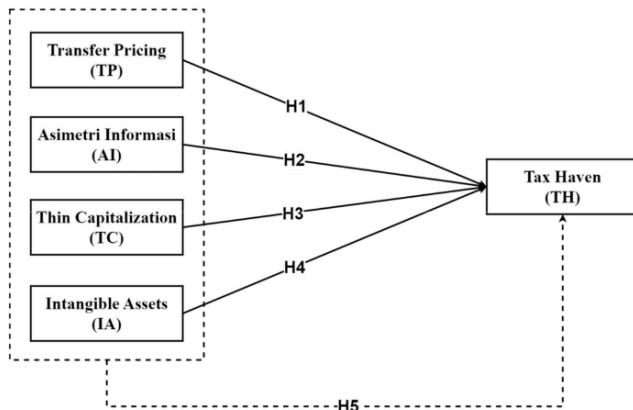 Transfer Pricing
(TP)
H1
Asimetri Informasi
(AI)
H2
Tax Haven
(TH)
Thin Capitalization
(TC)
H3
H4
Intangible Assets
(IA)
H5